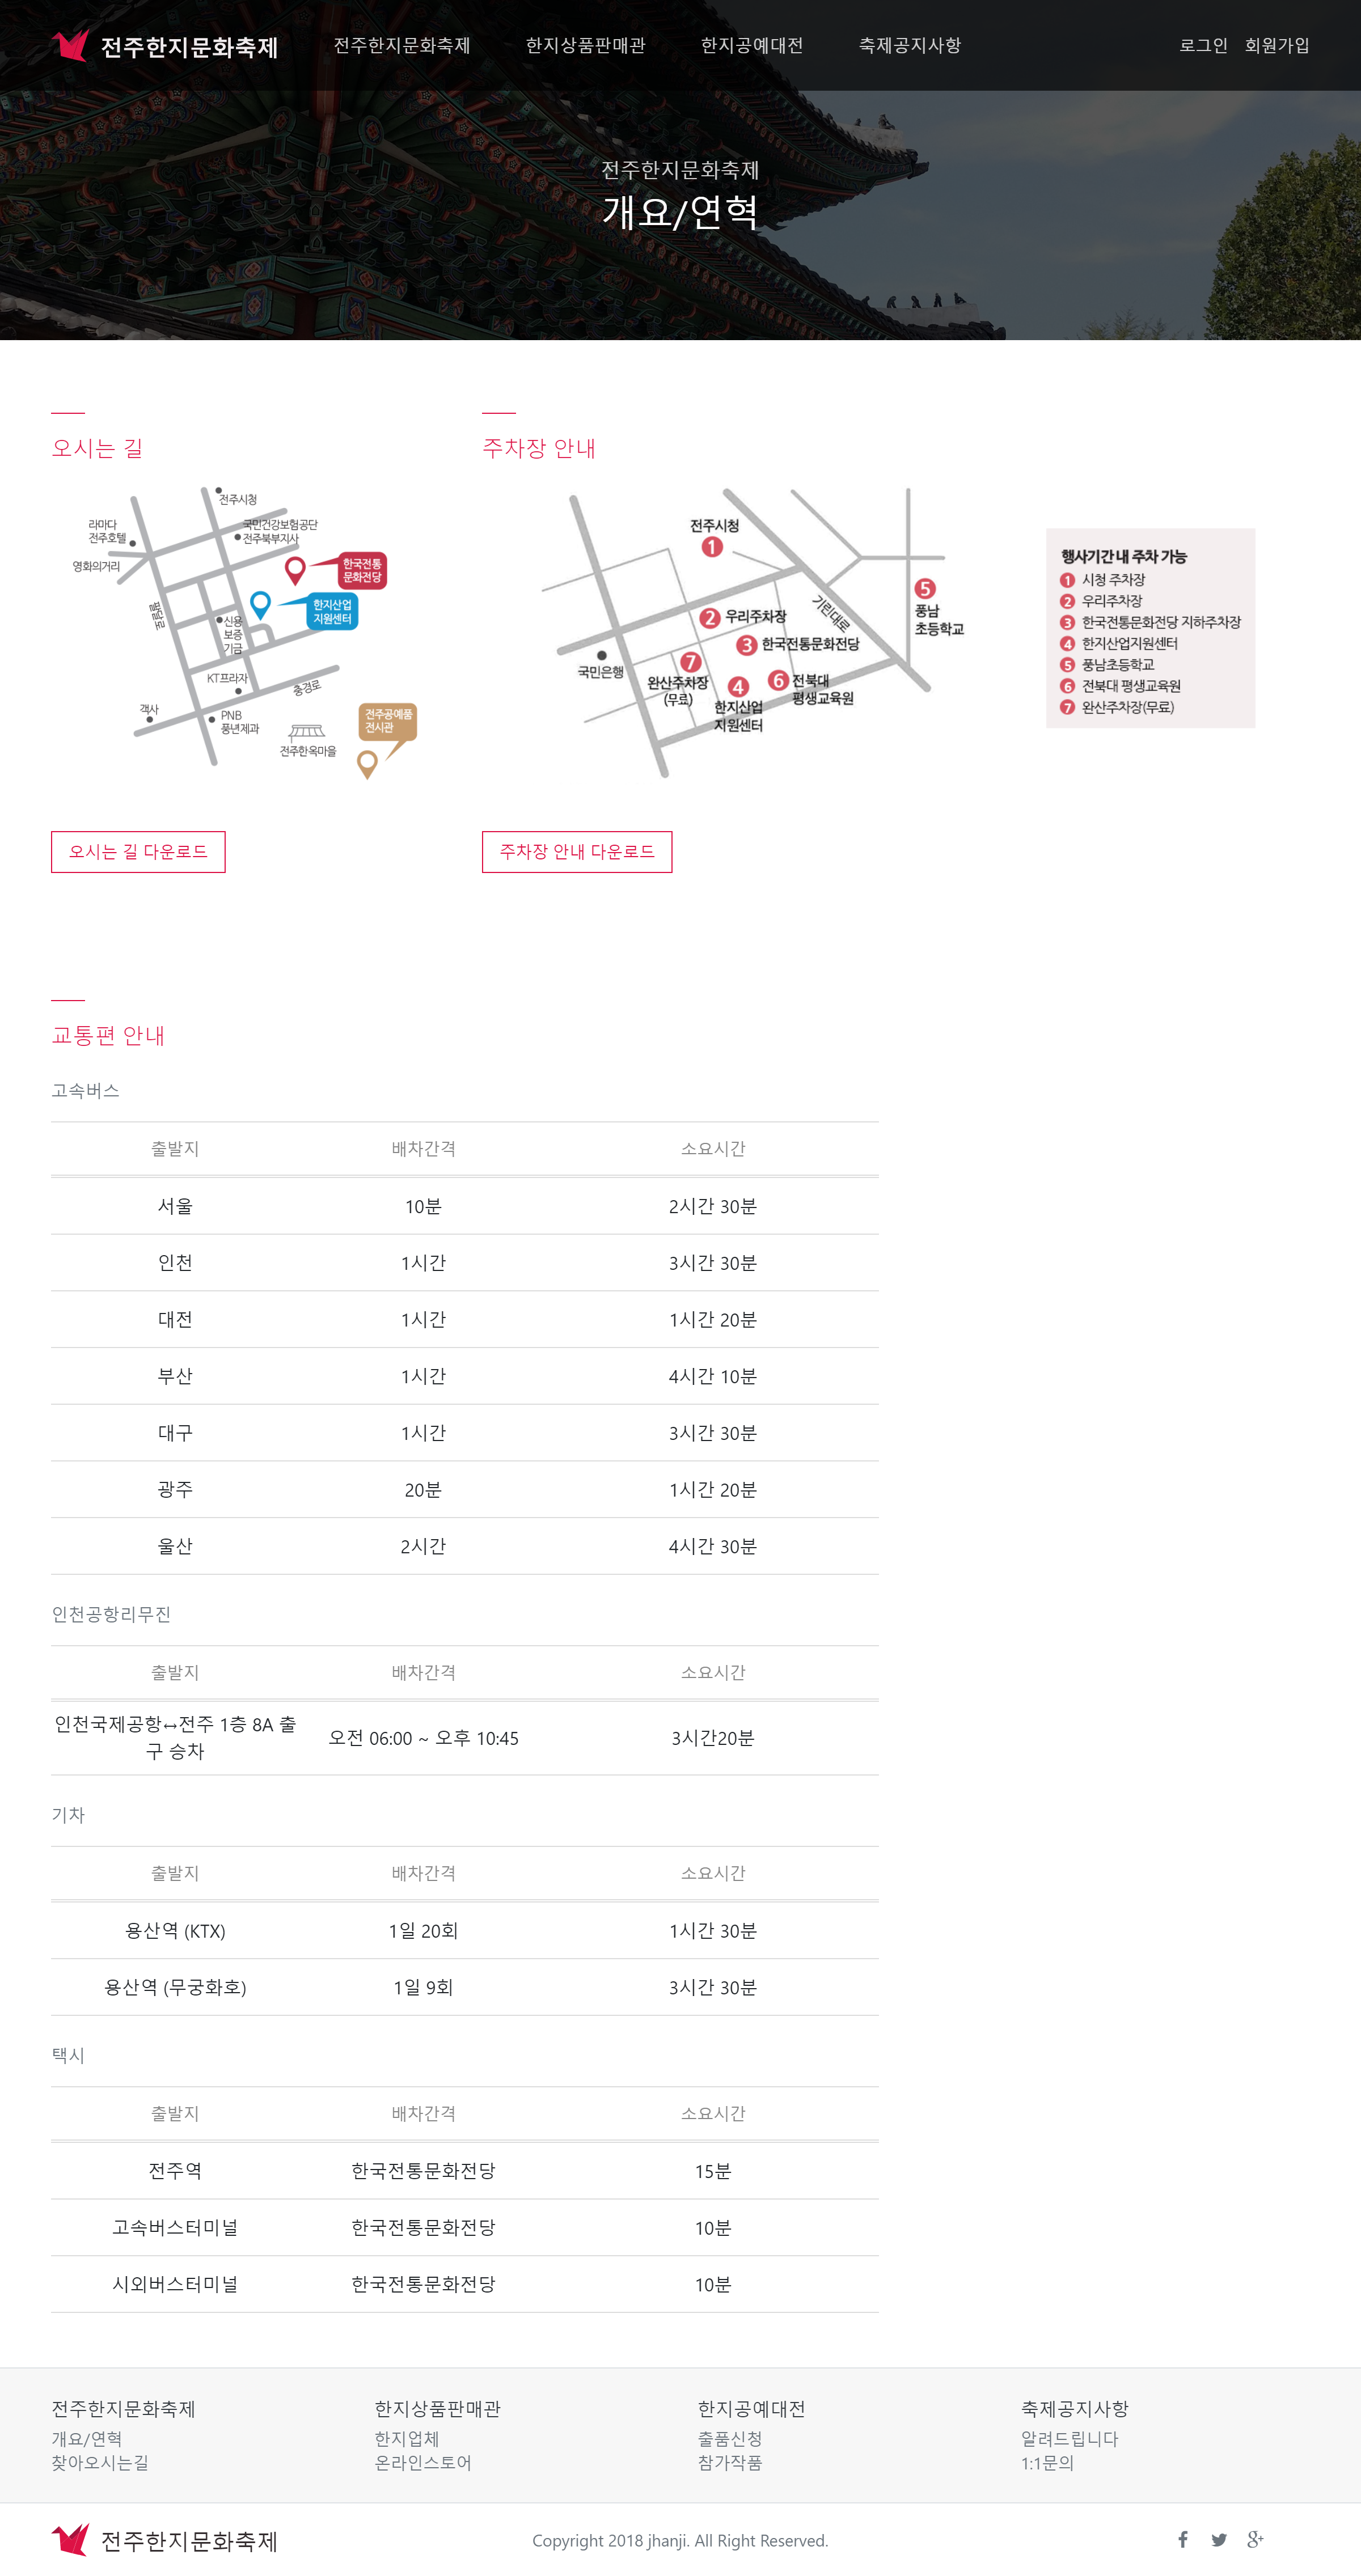 전주한지문화축제 전주한지문화축제 한지상품판매관 한지공예대전 축제공지사항 로그인 회원가입
전주한지문화축제
개요/연혁
오시는 길
전주시청
라마다
전주호텔
국민건강보험공단
전주북부지사
영화의거리
한국전통
문화전당
한지산업
지원센터
팔달로
신용
보증
기금
KT프라자
충경로
객사
PNB
풍년제과
전주한옥마을
전주공예품
전시관
오시는 길 다운로드
주차장 안내
전주시청
1
기린대로
5
풍남
초등학교
2 우리주차장
3 한국전통문화전당
국민은행
7
완산주차장
(무료)
4
한지산업
지원센터
6 전북대
평생교육원
행사기간 내 주차 가능
1 시청 주차장
2 우리주차장
3 한국전통문화전당 지하주차장
4 한지산업지원센터
5 풍남초등학교
6 전북대 평생교육원
7 완산주차장(무료)
주차장 안내 다운로드
교통편 안내
고속버스
출발지 배차간격 소요시간
서울 10분 2시간 30분
인천 1시간 3시간 30분
대전 1시간 1시간 20분
부산 1시간 4시간 10분
대구 1시간 3시간 30분
광주 20분 1시간 20분
울산 2시간 4시간 30분
인천공항리무진
출발지 배차간격 소요시간
인천국제공항↔전주 1층 8A 출
구 승차 오전 06:00 ~ 오후 10:45 3시간20분
기차
출발지 배차간격 소요시간
용산역 (KTX) 1일 20회 1시간 30분
용산역 (무궁화호) 1일 9회 3시간 30분
택시
출발지 배차간격 소요시간
전주역 한국전통문화전당 15분
고속버스터미널 한국전통문화전당 10분
시외버스터미널 한국전통문화전당 10분
전주한지문화축제 한지상품판매관 한지공예대전 축제공지사항
개요/연혁 한지업체 출품신청 알려드립니다
찾아오시는길 온라인스토어 참가작품 1:1문의
전주한지문화축제 Copyright 2018 jhanji. All Right Reserved.